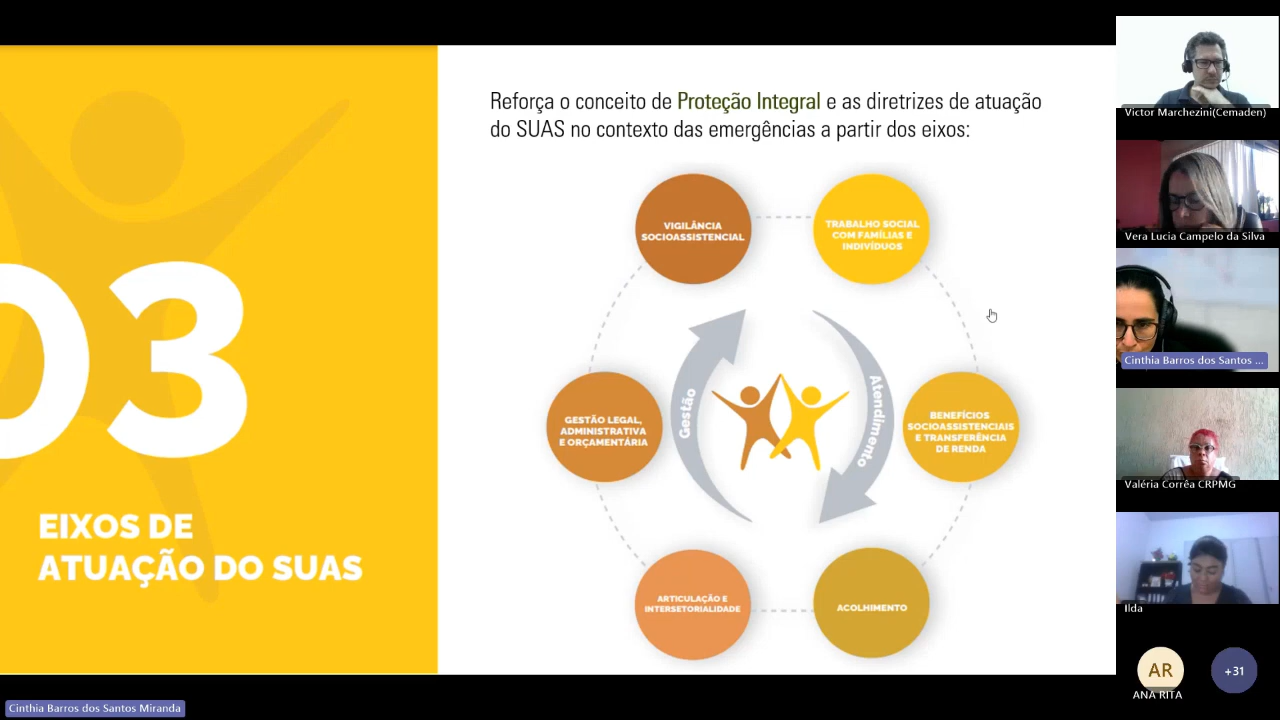 Reforça o conceito de Proteção Integral e as diretrizes de atuação
do SUAS no contexto das emergências a partir dos eixos:
03
EIXOS DE
ATUAÇÃO DO SUAS
VIGILÂNCIA
SOCIOASSISTENCIAL
TRABALHO SOCIAL
COM FAMÍLIAS E
INDIVÍDUOS
GESTÃO LEGAL,
ADMINISTRATIVA
E ORÇAMENTÁRIA
Gestão
Atendimento
BENEFÍCIOS
SOCIOASSISTENCIAIS
E TRANSFERÊNCIA
DE RENDA
ARTICULAÇÃO E
INTERSETORIALIDADE
ACOLHIMENTO
Victor Marchezini(Cemaden)
Vera Lucia Campelo da Silva
Cinthia Barros dos Santos ...
Valéria Corrêa CRPMG
Ilda
AR
ANA RITA
+31
Cinthia Barros dos Santos Miranda